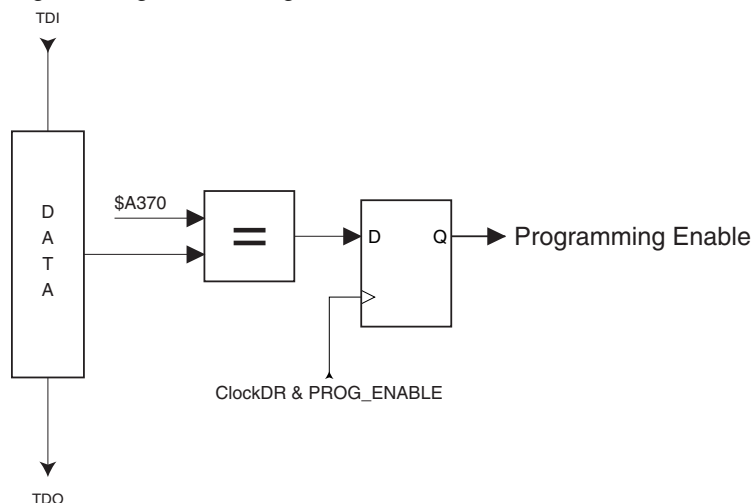 TDI
D
A
T
A
$A370
=
D
Q
Programming Enable
ClockDR & PROG_ENABLE
TDO